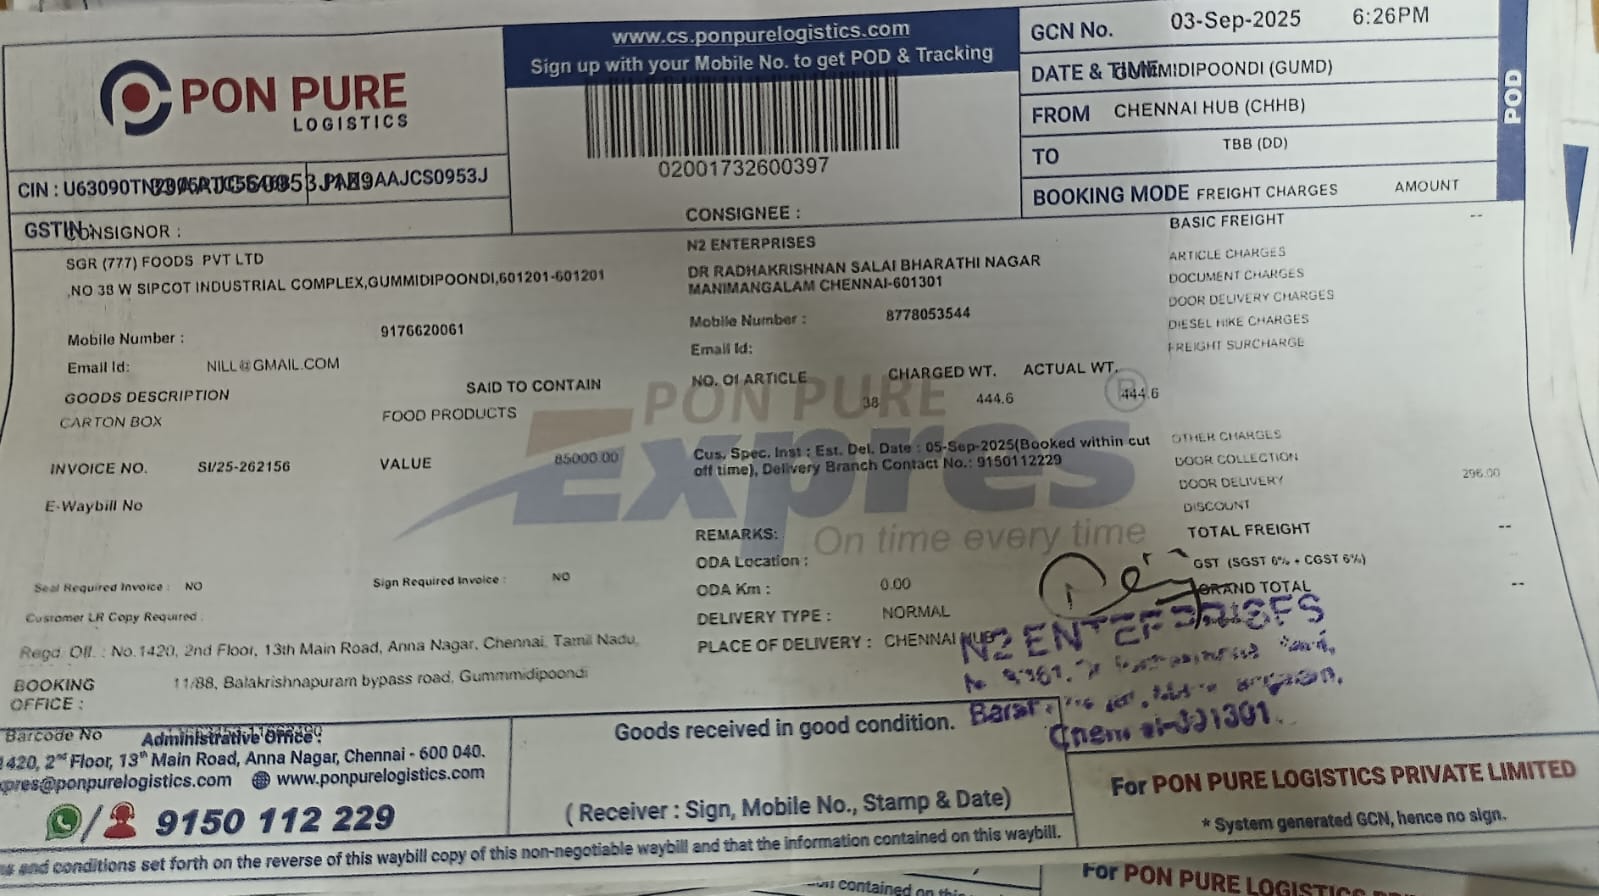 PON PURE
LOGISTICS
www.cs.ponpurelogistics.com
Sign up with your Mobile No. to get POD & Tracking
02001732600397
GCN No. 03-Sep-2025 6:26PM
DATE & TIME GUMMIDIPOONDI (GUMD)
FROM CHENNAI HUB (CHHB)
TO TBB (DD)
BOOKING MODE FREIGHT CHARGES AMOUNT
POD
CIN : AAJCS0953J
GSTIN
CONSIGNOR :
SGR (777) FOODS PVT LTD
,NO 38 W SIPCOT INDUSTRIAL COMPLEX,GUMMIDIPOONDI,601201-601201
Mobile Number : 9176620061
Email Id: NILL@GMAIL.COM
GOODS DESCRIPTION SAID TO CONTAIN
CARTON BOX FOOD PRODUCTS
INVOICE NO. SI/25-262156 VALUE 85000.00
E-Waybill No
Seal Required Invoice : NO Sign Required Invoice : NO
Customer LR Copy Required :
Regd. Off. : No.1420, 2nd Floor, 13th Main Road, Anna Nagar, Chennai, Tamil Nadu,
BOOKING OFFICE : 11/88, Balakrishnapuram bypass road, Gummmidipoondi
CONSIGNEE :
N2 ENTERPRISES
DR RADHAKRISHNAN SALAI BHARATHI NAGAR
MANIMANGALAM CHENNAI-601301
Mobile Number : 8778053544
Email Id:
NO. Of ARTICLE CHARGED WT. ACTUAL WT.
38 444.6 444.6
PON PURE
Expres
On time every time
Cus. Spec. Inst : Est. Del. Date : 05-Sep-2025(Booked within cut
off time), Delivery Branch Contact No.: 9150112229
REMARKS:
ODA Location :
ODA Km : 0.00
DELIVERY TYPE : NORMAL
PLACE OF DELIVERY : CHENNAI HUB
BASIC FREIGHT --
ARTICLE CHARGES
DOCUMENT CHARGES
DOOR DELIVERY CHARGES
DIESEL HIKE CHARGES
FREIGHT SURCHARGE
OTHER CHARGES
DOOR COLLECTION
DOOR DELIVERY 296.00
DISCOUNT
TOTAL FREIGHT --
GST (SGST 6% + CGST 6%)
GRAND TOTAL --
N2 ENTERPRISES
Barcode No
Administrative Office :
1420, 2nd Floor, 13th Main Road, Anna Nagar, Chennai - 600 040.
pres@ponpurelogistics.com www.ponpurelogistics.com
9150 112 229
Goods received in good condition.
( Receiver : Sign, Mobile No., Stamp & Date)
For PON PURE LOGISTICS PRIVATE LIMITED
* System generated GCN, hence no sign.
and conditions set forth on the reverse of this waybill copy of this non-negotiable waybill and that the information contained on this waybill.
contained on this
For PON PURE LOGISTICS